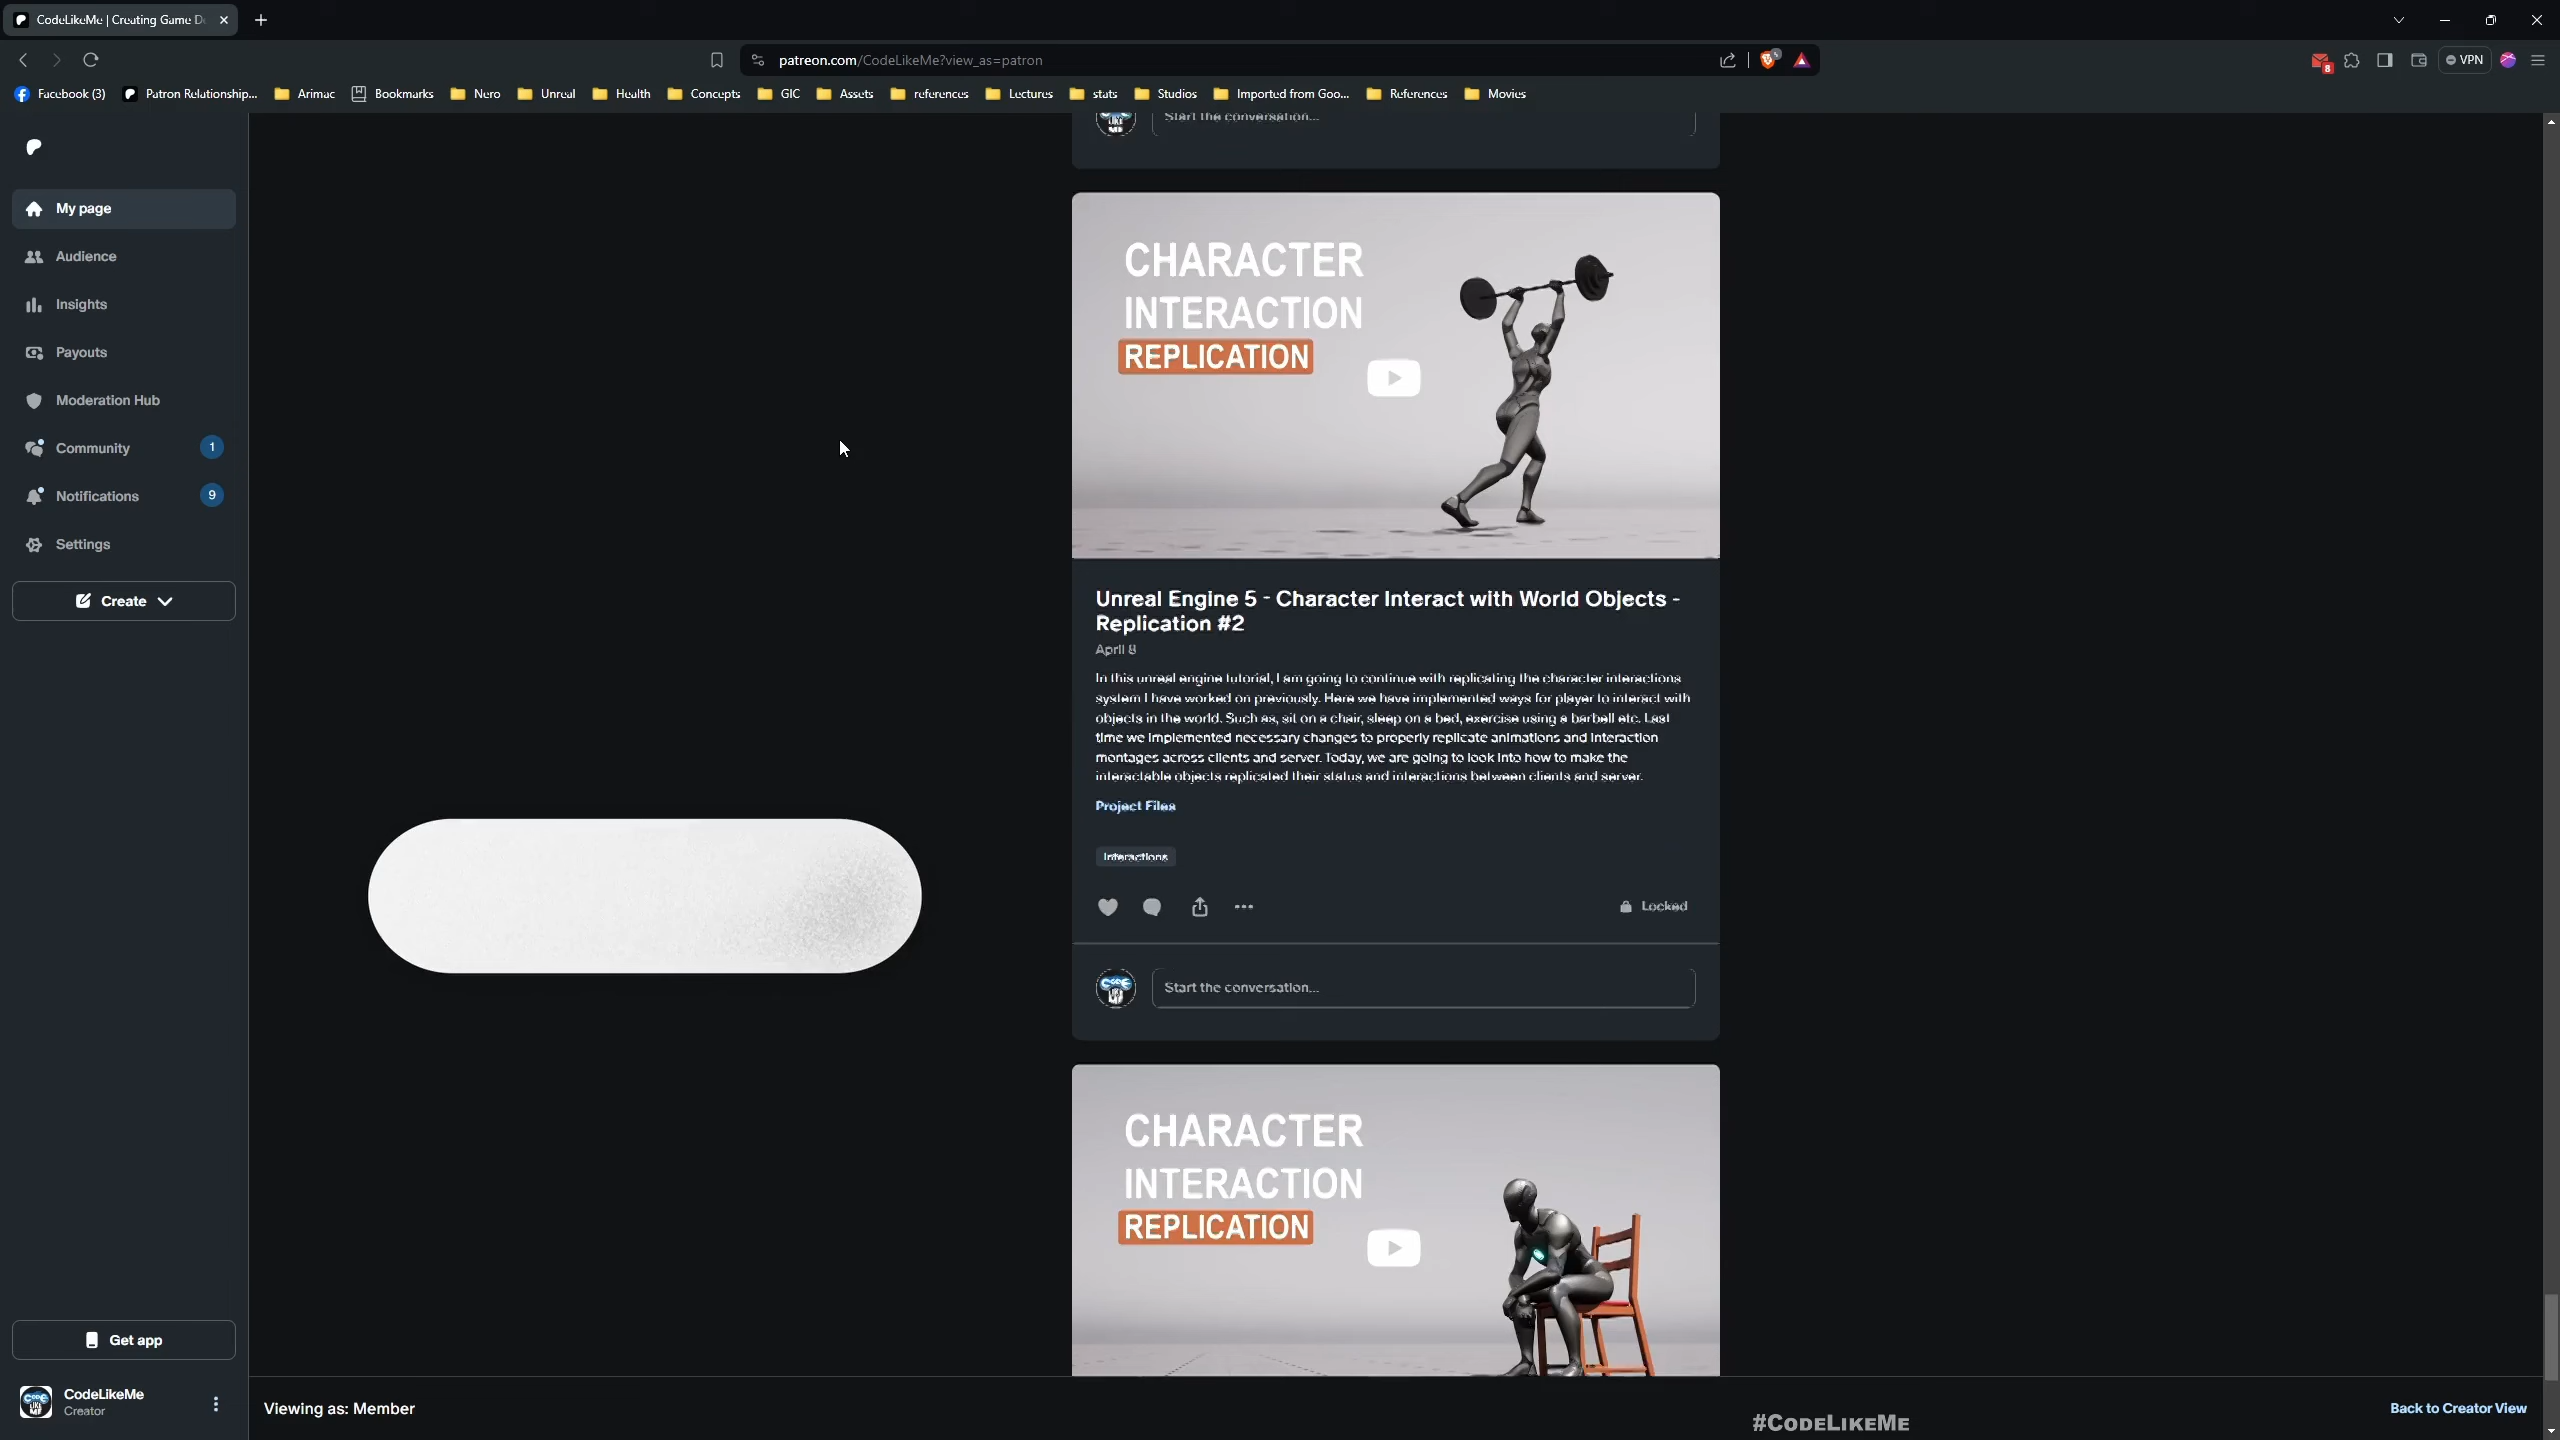 CodeLikeMe | Creating Game D
patreon.com/CodeLikeMe?view_as=patron
VPN
8
Facebook (3)
Patron Relationship...
Arimac
Bookmarks
Nero
Unreal
Health
Concepts
GIC
Assets
references
Lectures
stats
Studios
Imported from Goo...
References
Movies
My page
Audience
Insights
Payouts
Moderation Hub
Community
1
Notifications
9
Settings
Create
Get app
CodeLikeMe
Creator
Start the conversation...
CHARACTER
INTERACTION
REPLICATION
Unreal Engine 5 - Character Interact with World Objects -
Replication #2
April 8
In this unreal engine tutorial, I am going to continue with replicating the character interactions
system I have worked on previously. Here we have implemented ways for player to interact with
objects in the world. Such as, sit on a chair, sleep on a bed, exercise using a barball etc. Last
time we implemented necessary changes to properly replicate animations and interaction
montages across clients and server. Today, we are going to look into how to make the
interactable objects replicated their status and interactions between clients and server.
Project Files
Interactions
Locked
CODE
LIKE
ME
Start the conversation...
CHARACTER
INTERACTION
REPLICATION
Viewing as: Member
#CodeLikeMe
Back to Creator View